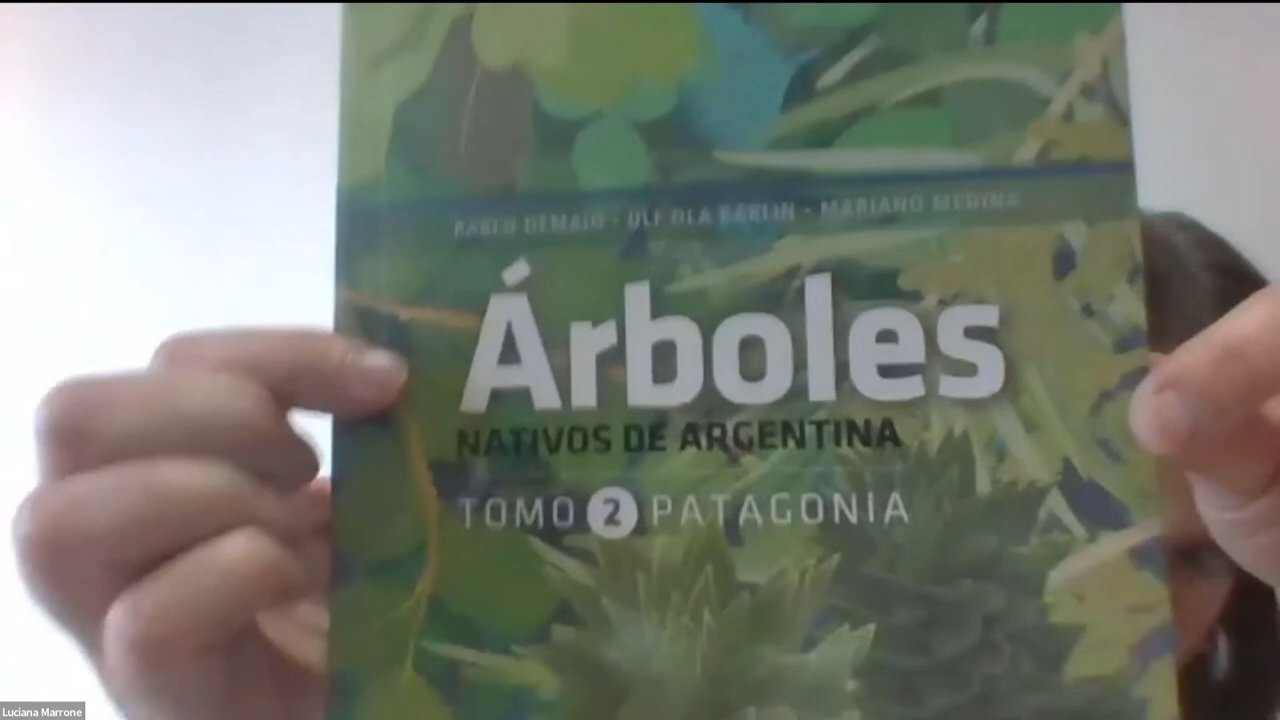 PABLO DEMAIO - ULF OLA KARLIN - MARIANO MEDINA
Árboles
NATIVOS DE ARGENTINA
TOMO 2 PATAGONIA
Luciana Marrone